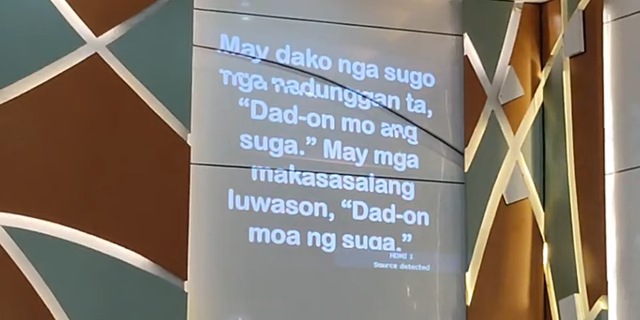 May dako nga sugo
nga nadunggan ta,
“Dad-on mo ang
suga.” May mga
makasasalang
luwason, “Dad-on
moa ng suga.”
HDMI 1
Source detected